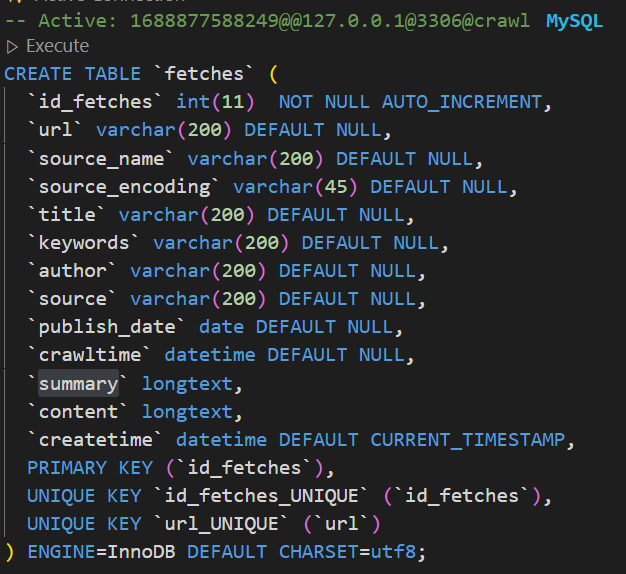 -- Active: 1688877588249@@127.0.0.1@3306@crawl MySQL
▷ Execute
CREATE TABLE `fetches` (
  `id_fetches` int(11)  NOT NULL AUTO_INCREMENT,
  `url` varchar(200) DEFAULT NULL,
  `source_name` varchar(200) DEFAULT NULL,
  `source_encoding` varchar(45) DEFAULT NULL,
  `title` varchar(200) DEFAULT NULL,
  `keywords` varchar(200) DEFAULT NULL,
  `author` varchar(200) DEFAULT NULL,
  `source` varchar(200) DEFAULT NULL,
  `publish_date` date DEFAULT NULL,
  `crawltime` datetime DEFAULT NULL,
  `summary` longtext,
  `content` longtext,
  `createtime` datetime DEFAULT CURRENT_TIMESTAMP,
  PRIMARY KEY (`id_fetches`),
  UNIQUE KEY `id_fetches_UNIQUE` (`id_fetches`),
  UNIQUE KEY `url_UNIQUE` (`url`)
) ENGINE=InnoDB DEFAULT CHARSET=utf8;